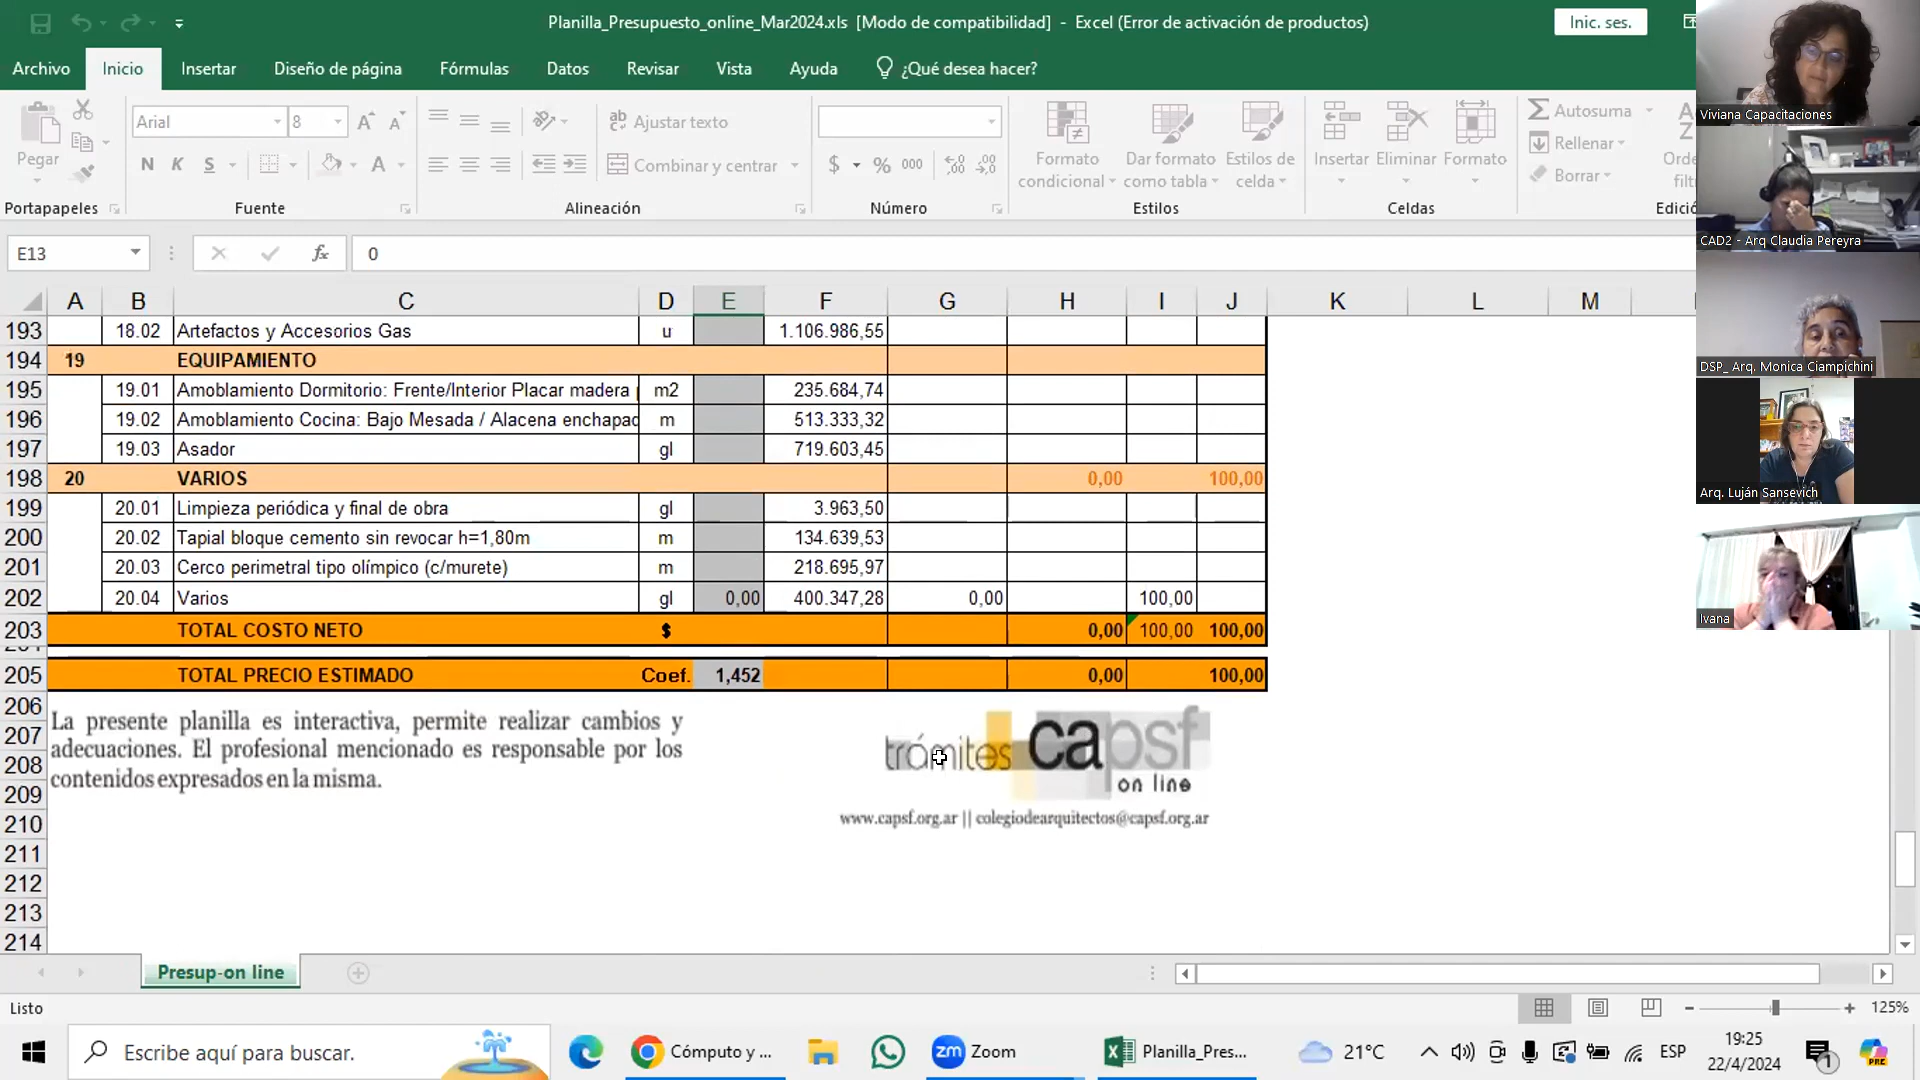 Planilla_Presupuesto_online_Mar2024.xls [Modo de compatibilidad] - Excel (Error de activación de productos)
Inic. ses.
Archivo Inicio Insertar Diseño de página Fórmulas Datos Revisar Vista Ayuda ¿Qué desea hacer?
Pegar
Arial 8
N K S
Ajustar texto
Combinar y centrar
$ % 000
Formato condicional
Dar formato como tabla
Estilos de celda
Insertar Eliminar Formato
Autosuma
Rellenar
Borrar
Portapapeles Fuente Alineación Número Estilos Celdas
E13 fx 0
A B C D E F G H I J K L M
193 18.02 Artefactos y Accesorios Gas u 1.106.986,55
194 19 EQUIPAMIENTO
195 19.01 Amoblamiento Dormitorio: Frente/Interior Placar madera m2 235.684,74
196 19.02 Amoblamiento Cocina: Bajo Mesada / Alacena enchapad m 513.333,32
197 19.03 Asador gl 719.603,45
198 20 VARIOS 0,00 100,00
199 20.01 Limpieza periódica y final de obra gl 3.963,50
200 20.02 Tapial bloque cemento sin revocar h=1,80m m 134.639,53
201 20.03 Cerco perimetral tipo olímpico (c/murete) m 218.695,97
202 20.04 Varios gl 0,00 400.347,28 0,00 100,00
203 TOTAL COSTO NETO $ 0,00 100,00 100,00
205 TOTAL PRECIO ESTIMADO Coef. 1,452 0,00 100,00
206
207
208
209
210
211
212
213
214
La presente planilla es interactiva, permite realizar cambios y
adecuaciones. El profesional mencionado es responsable por los
contenidos expresados en la misma.
trámites capsf
on line
www.capsf.org.ar || colegiodearquitectos@capsf.org.ar
Presup-on line
Listo
125%
Escribe aquí para buscar.
Cómputo y ...
Zoom
Planilla_Pres...
21°C
ESP
19:25
22/4/2024
1
PRE
Viviana Capacitaciones
CAD2 - Arq Claudia Pereyra
DSP_ Arq. Monica Ciampichini
Arq. Luján Sansevich
Ivana